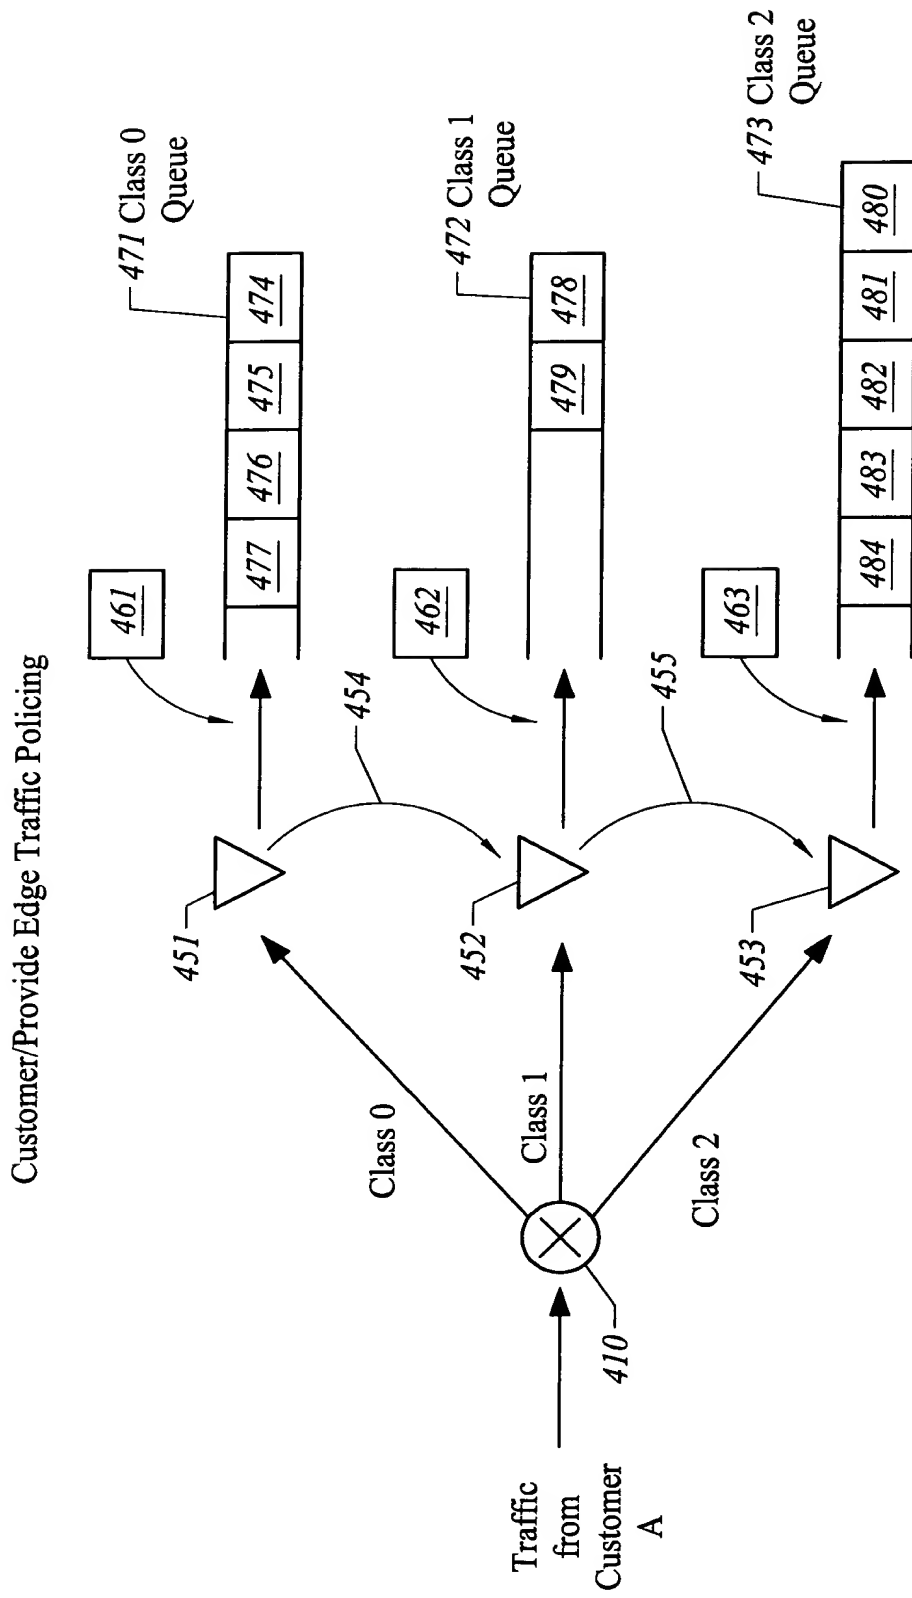 Customer/Provide Edge Traffic Policing
461
471 Class 0
Queue
477
476
475
474
451
454
Class 0
462
472 Class 1
Queue
479
478
452
Traffic
from
Customer
A
Class 1
410
455
Class 2
463
473 Class 2
Queue
453
484
483
482
481
480